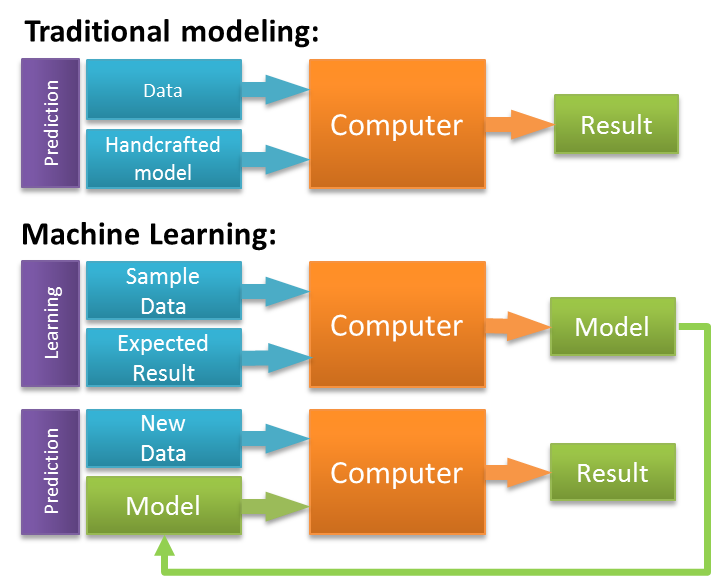 Traditional modeling:
Prediction
Data
Handcrafted
model
Computer
Result
Machine Learning:
Learning
Sample
Data
Expected
Result
Computer
Model
Prediction
New
Data
Model
Computer
Result